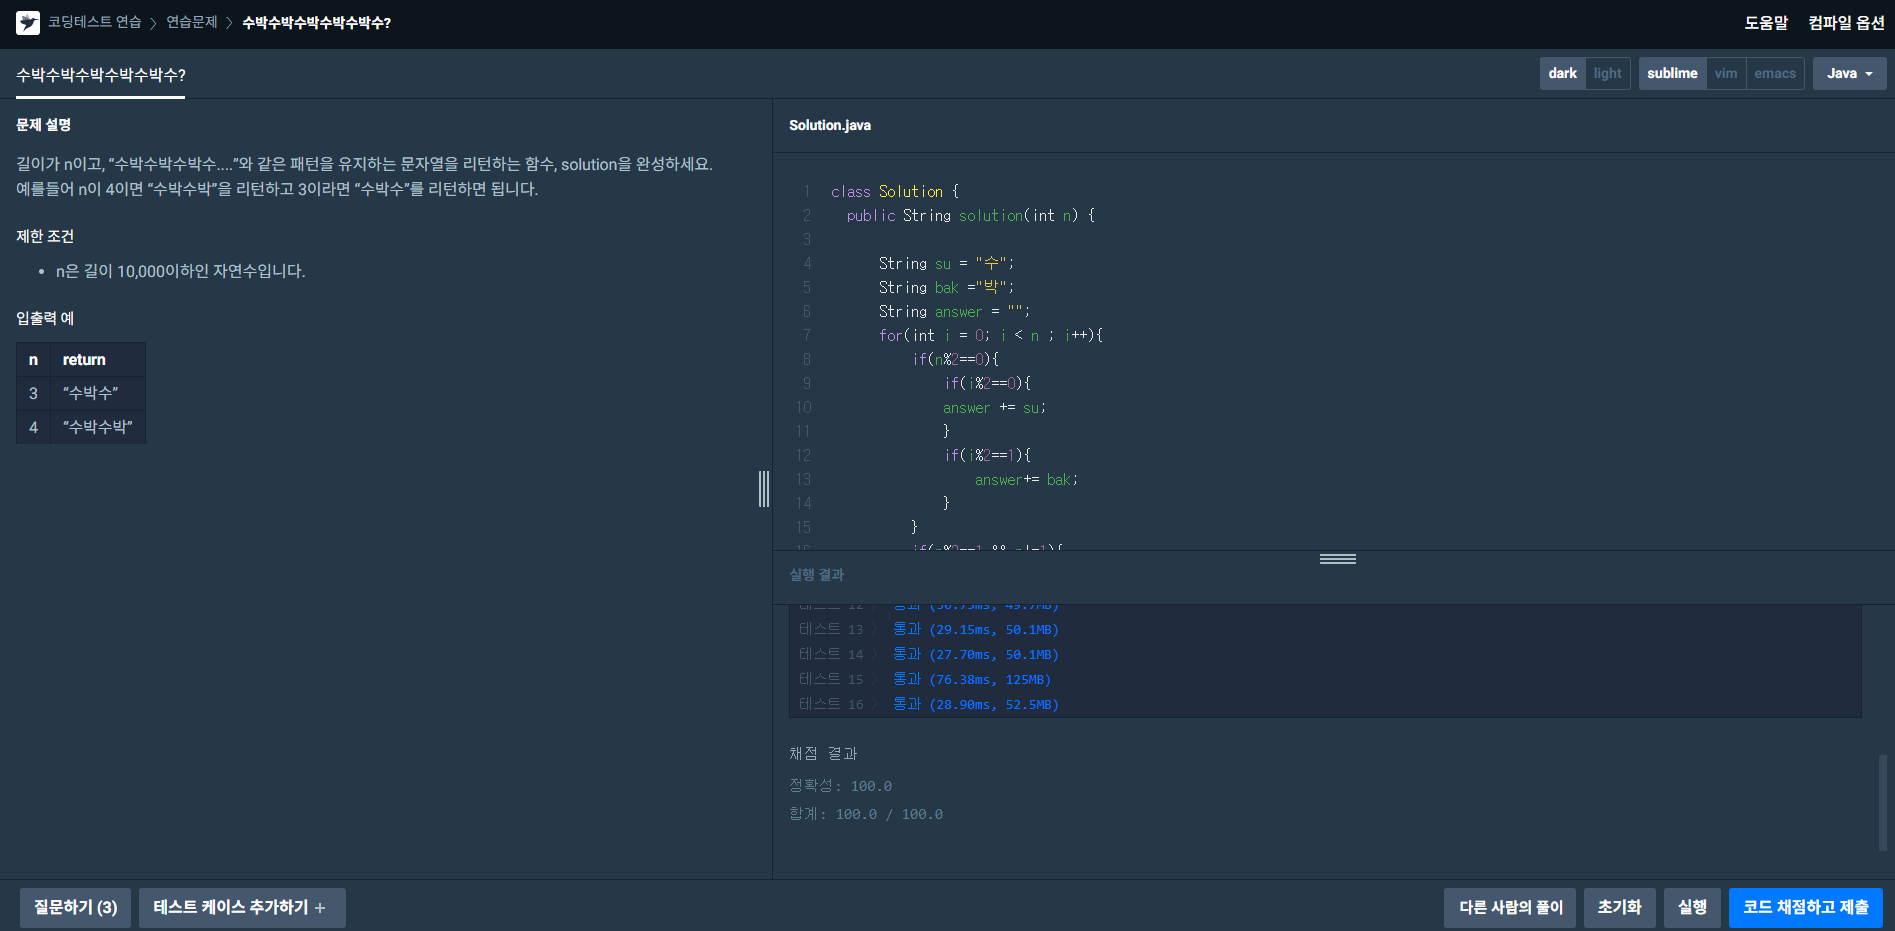 코딩테스트 연습 > 연습문제 > 수박수박수박수박수박수?
도움말 컴파일 옵션
수박수박수박수박수박수?
dark light sublime vim emacs Java
문제 설명
길이가 n이고, “수박수박수박수....”와 같은 패턴을 유지하는 문자열을 리턴하는 함수, solution을 완성하세요.
예를들어 n이 4이면 “수박수박”을 리턴하고 3이라면 “수박수”를 리턴하면 됩니다.
제한 조건
• n은 길이 10,000이하인 자연수입니다.
입출력 예
n return
3 “수박수”
4 “수박수박”
Solution.java
1 class Solution {
2 public String solution(int n) {
3
4 String su = "수";
5 String bak ="박";
6 String answer = "";
7 for(int i = 0; i < n ; i++){
8 if(n%2==0){
9 if(i%2==0){
10 answer += su;
11 }
12 if(i%2==1){
13 answer+= bak;
14 }
15 }
16 if(n%2==1 && n!=1){
실행 결과
테스트 12 > 통과 (30.73ms, 49.7MB)
테스트 13 > 통과 (29.15ms, 50.1MB)
테스트 14 > 통과 (27.70ms, 50.1MB)
테스트 15 > 통과 (76.38ms, 125MB)
테스트 16 > 통과 (28.90ms, 52.5MB)
채점 결과
정확성: 100.0
합계: 100.0 / 100.0
질문하기 (3) 테스트 케이스 추가하기 + 다른 사람의 풀이 초기화 실행 코드 채점하고 제출